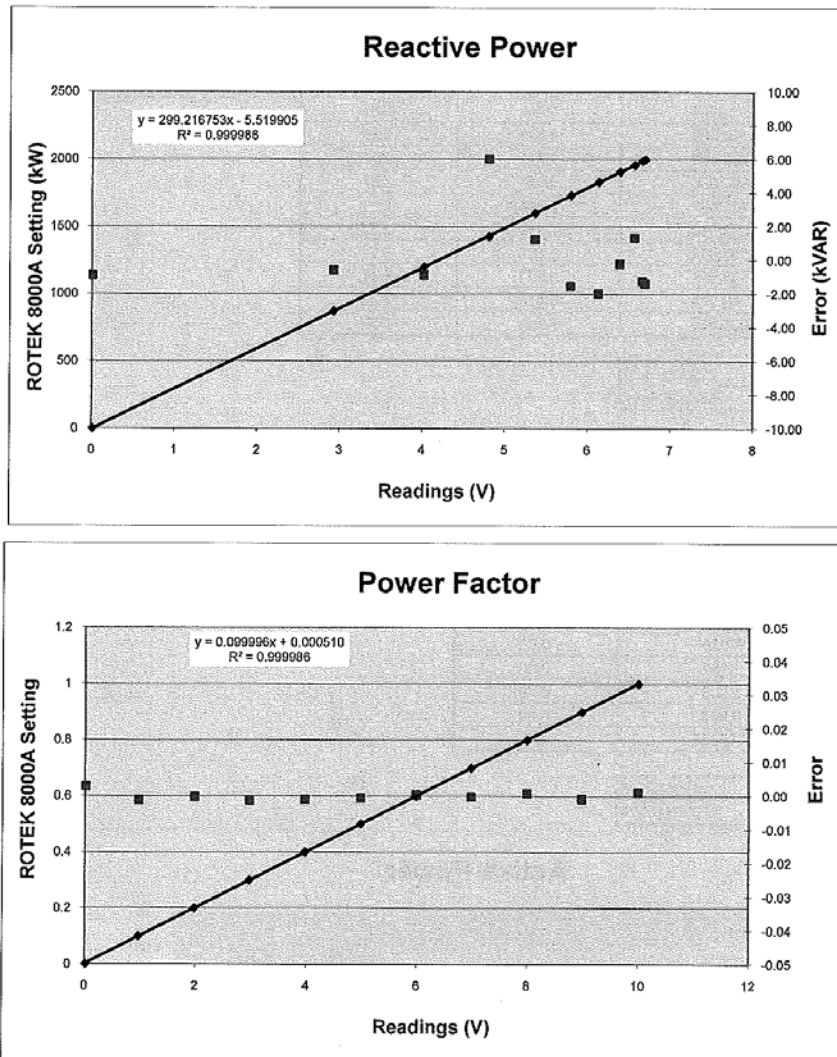 Reactive Power
y = 299.216753x - 5.519905
R² = 0.999986
ROTEK 8000A Setting (kW)
2500
2000
1500
1000
500
0
10.00
8.00
6.00
4.00
2.00
0.00
-2.00
-4.00
-6.00
-8.00
-10.00
Error (kVAR)
0 1 2 3 4 5 6 7 8
Readings (V)
Power Factor
y = 0.099996x + 0.000510
R² = 0.999986
ROTEK 8000A Setting
1.2
1
0.8
0.6
0.4
0.2
0
0.05
0.04
0.03
0.02
0.01
0.00
-0.01
-0.02
-0.03
-0.04
-0.05
Error
0 2 4 6 8 10 12
Readings (V)